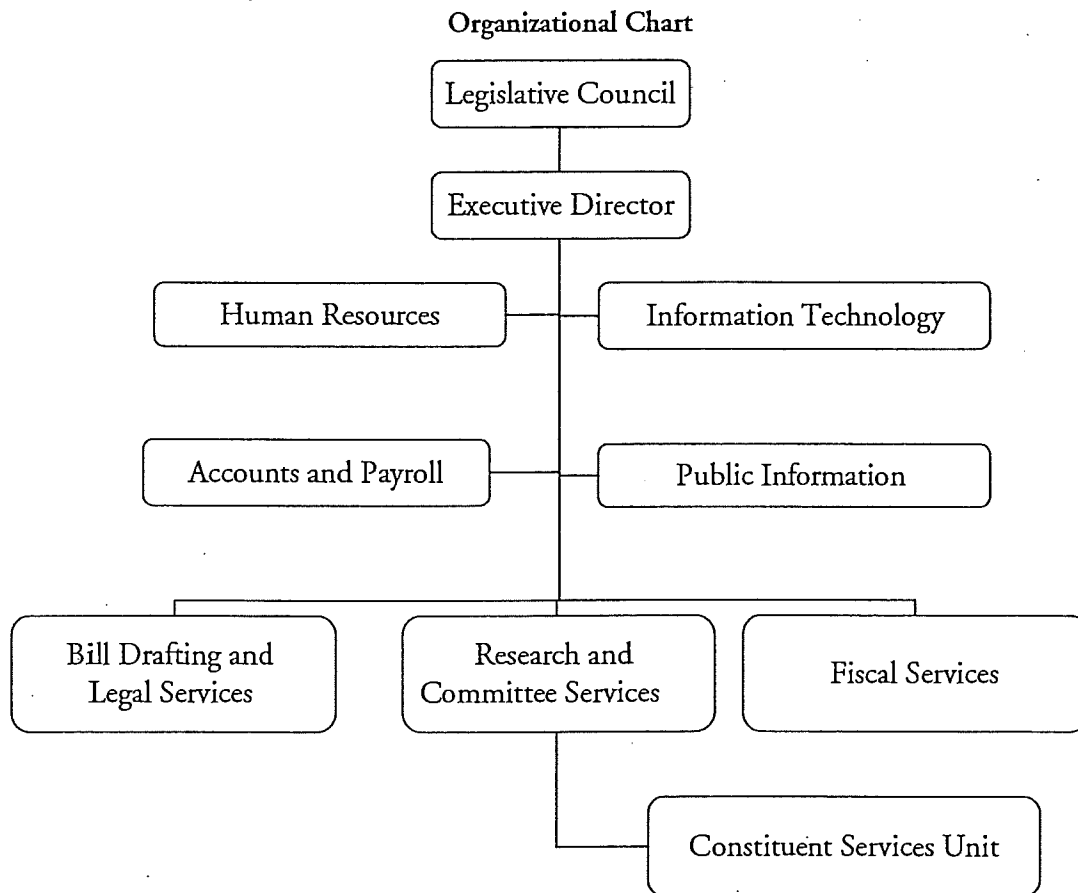 Organizational Chart
Legislative Council
Executive Director
Human Resources
Information Technology
Accounts and Payroll
Public Information
Bill Drafting and
Legal Services
Research and
Committee Services
Fiscal Services
Constituent Services Unit